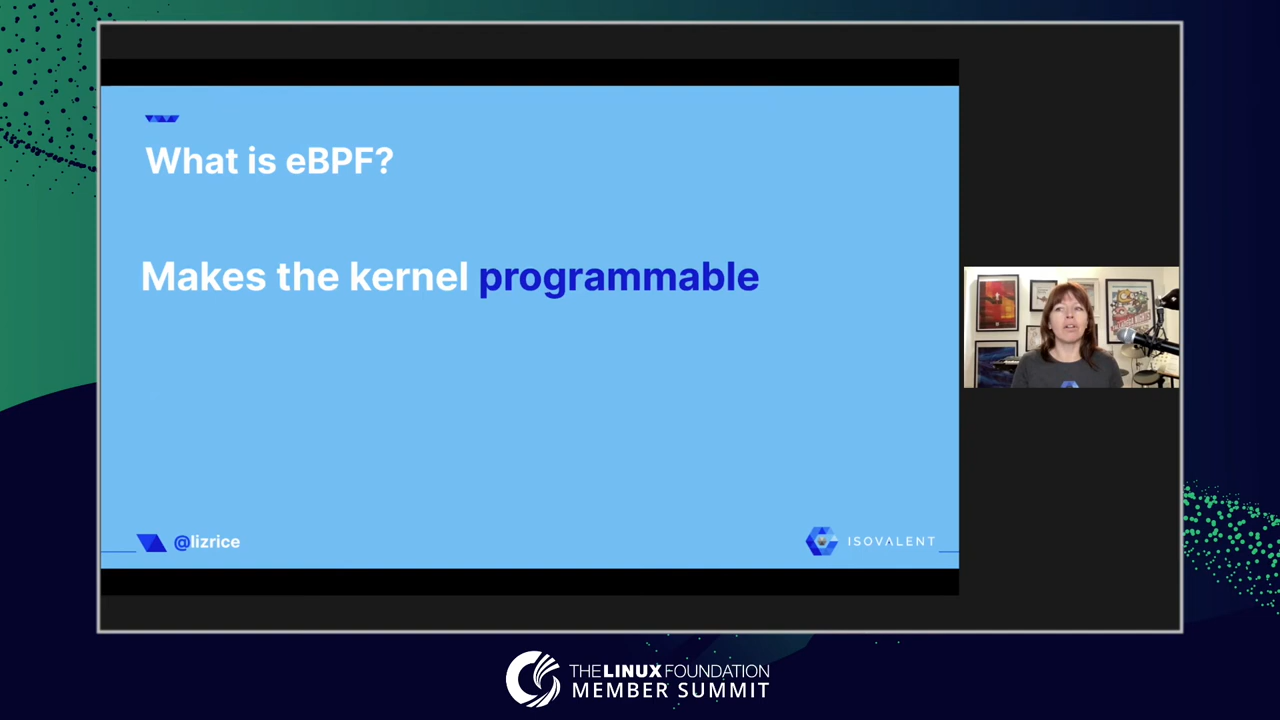 What is eBPF?
Makes the kernel programmable
@lizrice
ISOVALENT
THE LINUX FOUNDATION
MEMBER SUMMIT